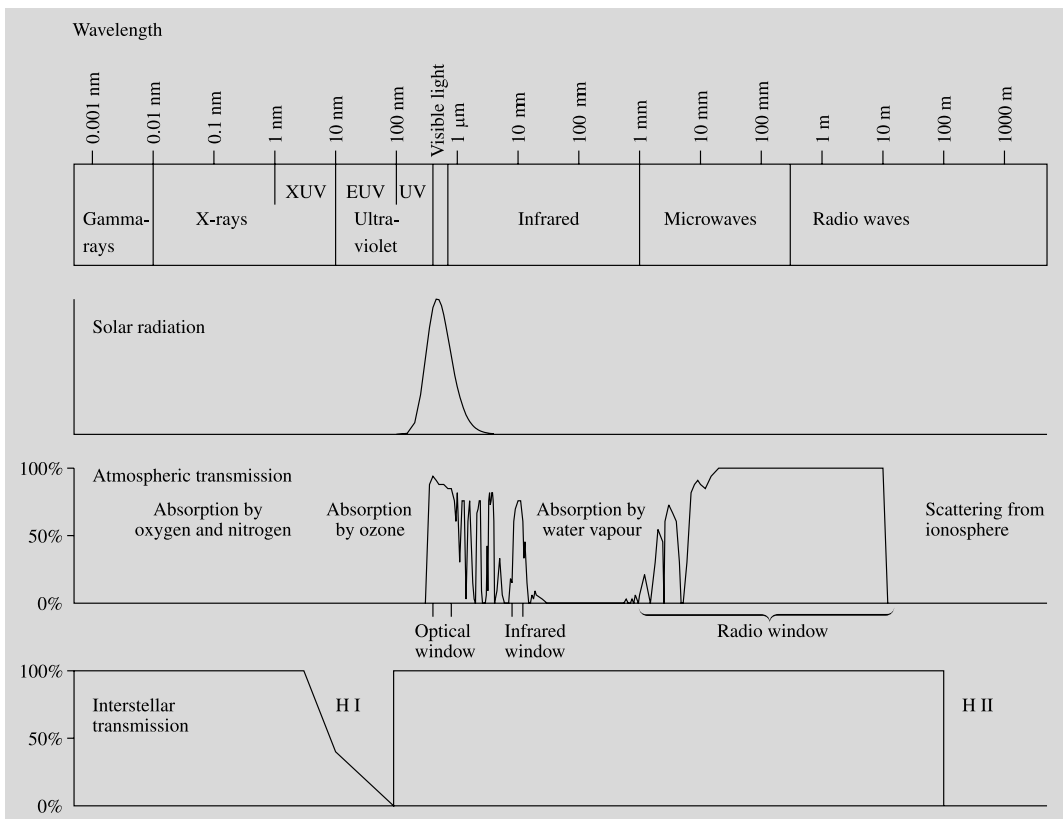 Wavelength
0.001 nm
0.01 nm
0.1 nm
1 nm
10 nm
100 nm
Visible light
1 μm
10 mm
100 mm
1 mm
10 mm
100 mm
1 m
10 m
100 m
1000 m
XUV
EUV
UV
Gamma-
rays
X-rays
Ultra-
violet
Infrared
Microwaves
Radio waves
Solar radiation
100%
50%
0%
Atmospheric transmission
Absorption by
oxygen and nitrogen
Absorption
by ozone
Absorption by
water vapour
Scattering from
ionosphere
Optical
window
Infrared
window
Radio window
100%
50%
0%
Interstellar
transmission
H I
H II